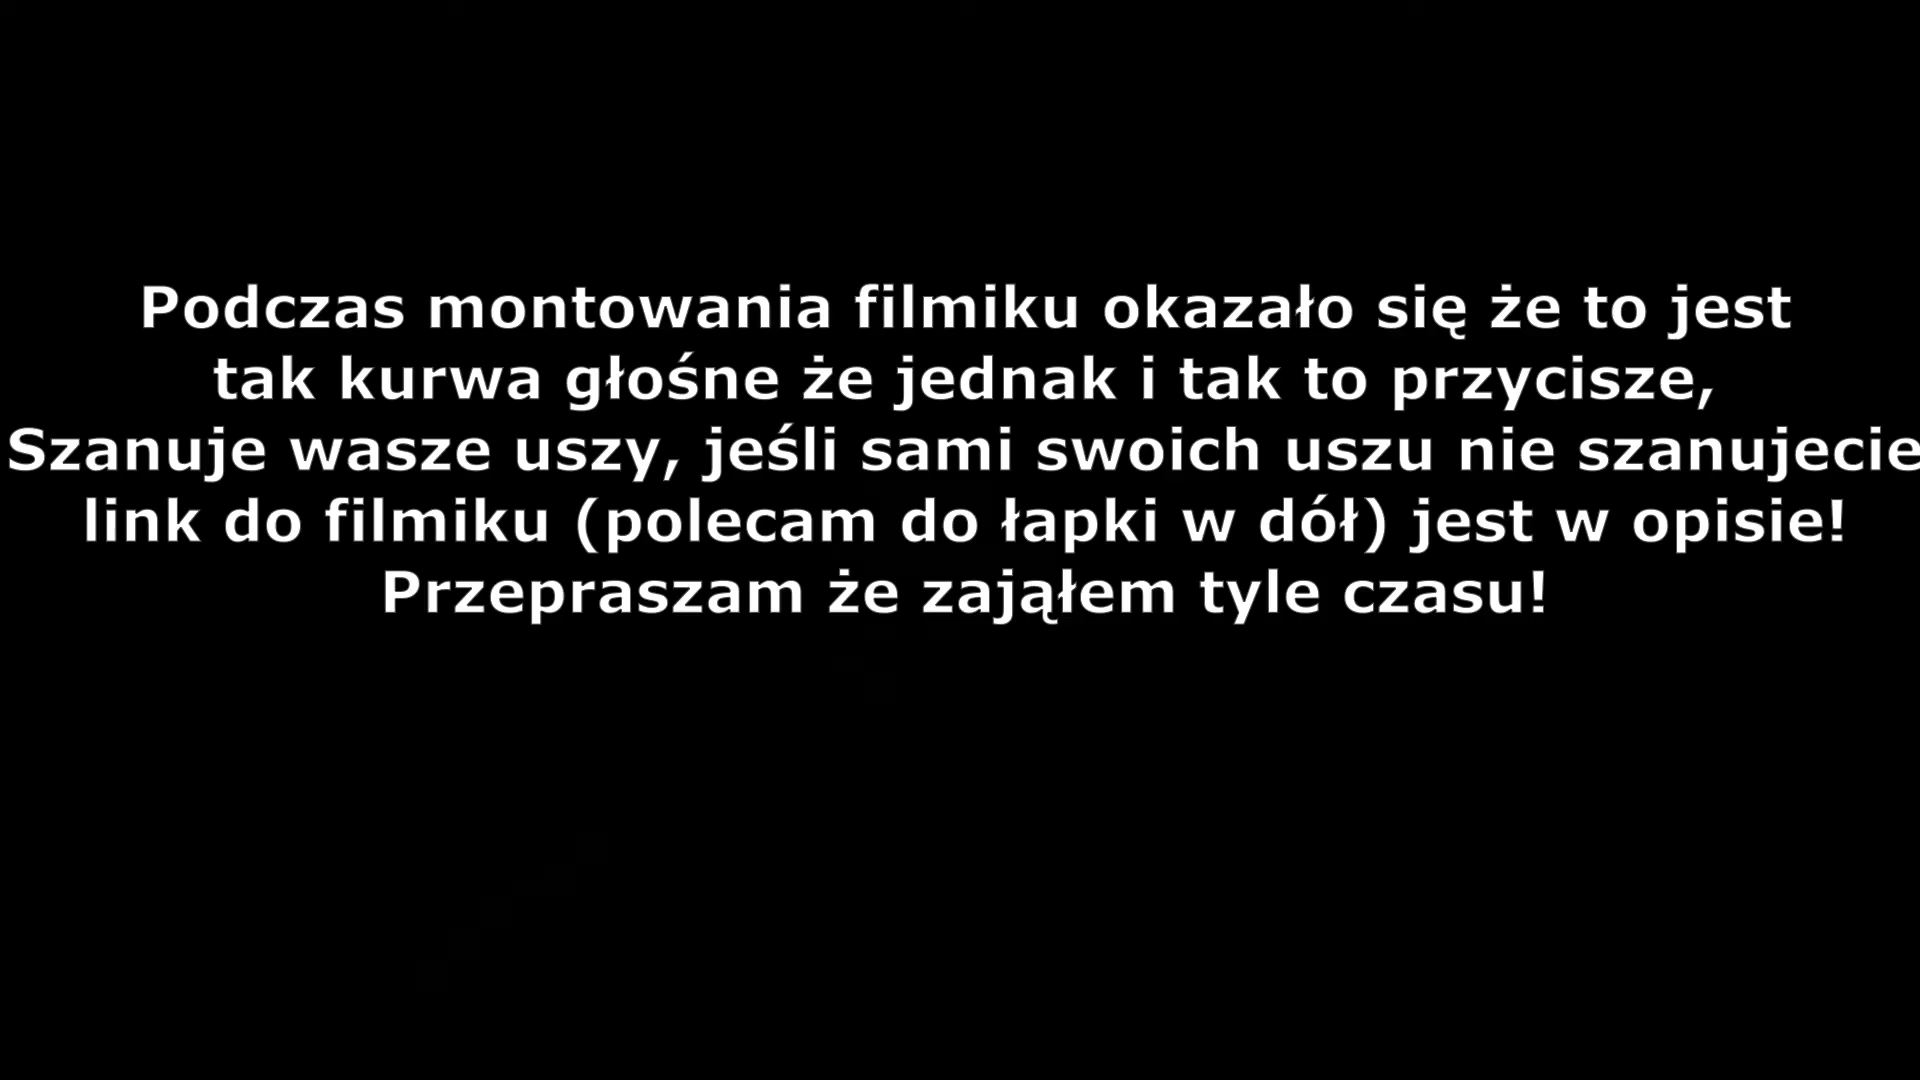 Podczas montowania filmiku okazało się że to jest
tak kurwa głośne że jednak i tak to przycisze,
Szanuje wasze uszy, jeśli sami swoich uszu nie szanujecie
link do filmiku (polecam do łapki w dół) jest w opisie!
Przepraszam że zająłem tyle czasu!